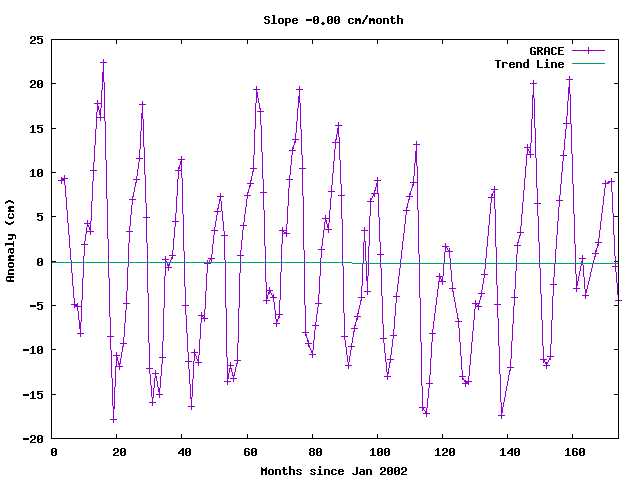 Slope -0.00 cm/month
GRACE
Trend Line
25
20
15
10
5
0
-5
-10
-15
-20
Anomaly (cm)
0 20 40 60 80 100 120 140 160
Months since Jan 2002